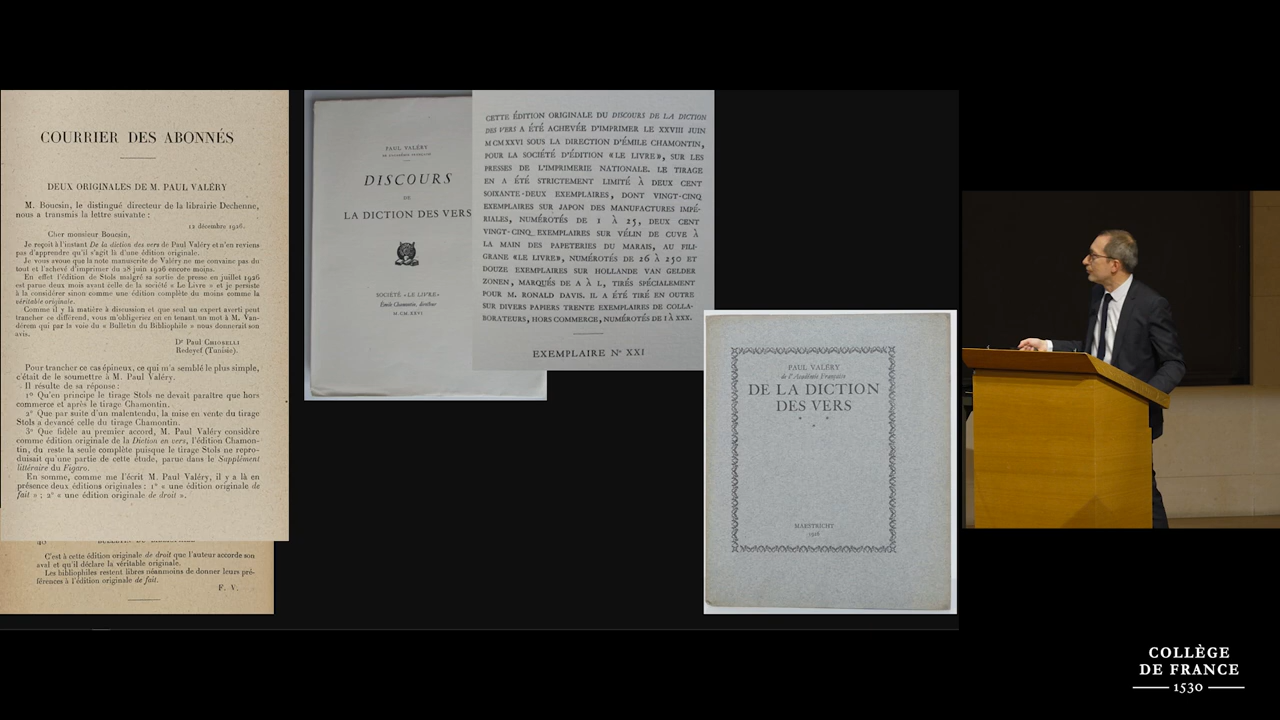 COURRIER DES ABONNÉS
DEUX ORIGINALES DE M. PAUL VALÉRY
M. Boucsin, le distingué directeur de la librairie Dechenne,
nous a transmis la lettre suivante :
12 décembre 1926.
Cher monsieur Boucsin,
Je reçoit à l'instant De la diction des vers de Paul Valéry et n'en reviens
pas d'apprendre qu'il s'agit là d'une édition originale.
Je vous avoue que la note manuscrite de Valéry ne me convainc pas du
tout et l'achevé d'imprimer du 28 juin 1926 encore moins.
En effet l'édition de Stols malgré sa sortie de presse en juillet 1926
est parue deux mois avant celle de la société « Le Livre » et je persiste
à la considérer sinon comme une édition complète du moins comme la
véritable originale.
Comme il y là matière à discussion et que seul un expert averti peut
trancher ce différend, vous m'obligeriez en en tenant un mot à M. Van-
dérem qui par la voie du « Bulletin du Bibliophile » nous donnerait son
avis.
Dr Paul Chioselli
Redeyef (Tunisie).
Pour trancher ce cas épineux, ce qui m'a semblé le plus simple,
c'était de le soumettre à M. Paul Valéry.
Il résulte de sa réponse :
1º Qu'en principe le tirage Stols ne devait paraître que hors
commerce et après le tirage Chamontin.
2º Que par suite d'un malentendu, la mise en vente du tirage
Stols a devancé celle du tirage Chamontin.
3º Que fidèle au premier accord, M. Paul Valéry considère
comme édition originale de la Diction en vers, l'édition Chamon-
tin, du reste la seule complète puisque le tirage Stols ne repro-
duisait qu'une partie de cette étude, parue dans le Supplément
littéraire du Figaro.
En somme, comme me l'écrit M. Paul Valéry, il y a là en
présence deux éditions originales : 1º « une édition originale de
fait » ; 2º « une édition originale de droit ».
C'est à cette édition originale de droit que l'auteur accorde son
aval et qu'il déclare la véritable originale.
Les bibliophiles restent libres néanmoins de donner leurs pré-
férences à l'édition originale de fait.
F. V.
PAUL VALÉRY
DE L'ACADÉMIE FRANÇAISE
DISCOURS
DE
LA DICTION DES VERS
SOCIÉTÉ «LE LIVRE»
Émile Chamontin, directeur
M CM.XXVI
CETTE ÉDITION ORIGINALE DU DISCOURS DE LA DICTION
DES VERS A ÉTÉ ACHEVÉE D'IMPRIMER LE XXVIII JUIN
M CM XXVI SOUS LA DIRECTION D'ÉMILE CHAMONTIN,
POUR LA SOCIÉTÉ D'ÉDITION «LE LIVRE», SUR LES
PRESSES DE L'IMPRIMERIE NATIONALE. LE TIRAGE
EN A ÉTÉ STRICTEMENT LIMITÉ À DEUX CENT
SOIXANTE-DEUX EXEMPLAIRES, DONT VINGT-CINQ
EXEMPLAIRES SUR JAPON DES MANUFACTURES IMPÉ-
RIALES, NUMÉROTÉS DE 1 À 25, DEUX CENT
VINGT-CINQ EXEMPLAIRES SUR VÉLIN DE CUVE À
LA MAIN DES PAPETERIES DU MARAIS, AU FILI-
GRANE «LE LIVRE», NUMÉROTÉS DE 26 À 250 ET
DOUZE EXEMPLAIRES SUR HOLLANDE VAN GELDER
ZONEN, MARQUÉS DE A À L, TIRÉS SPÉCIALEMENT
POUR M. RONALD DAVIS. IL A ÉTÉ TIRÉ EN OUTRE
SUR DIVERS PAPIERS TRENTE EXEMPLAIRES DE COLLA-
BORATEURS, HORS COMMERCE, NUMÉROTÉS DE I À XXX.
EXEMPLAIRE Nº XXI
PAUL VALÉRY
de l'Académie Française
DE LA DICTION
DES VERS
MAESTRICHT
1926
COLLÈGE
DE FRANCE
1530